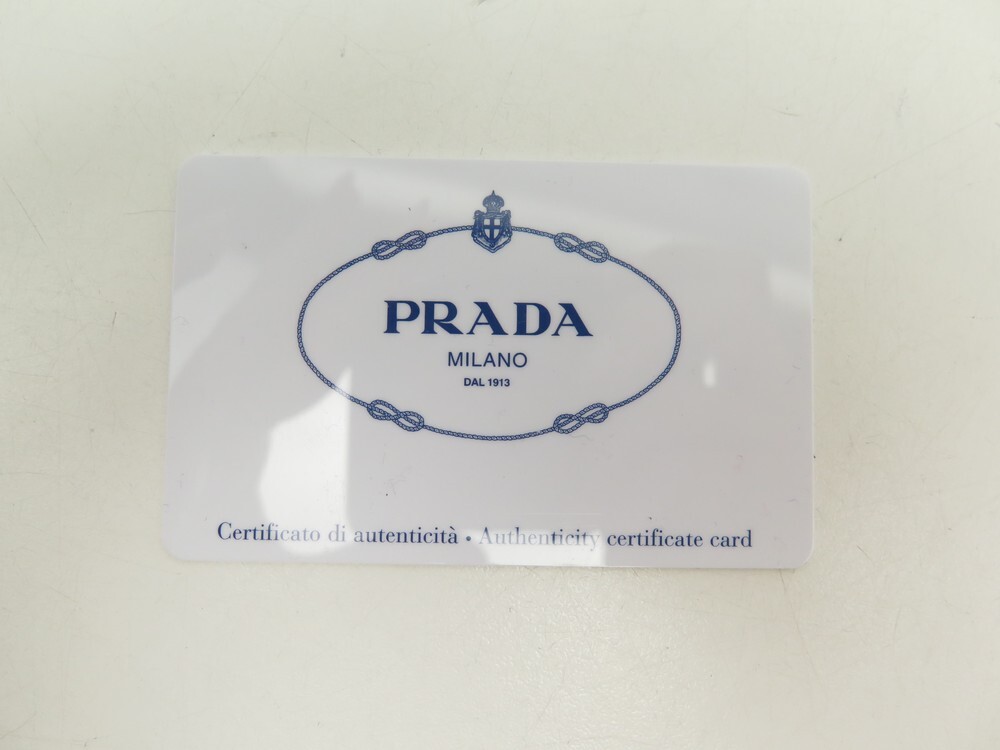 PRADA
MILANO
DAL 1913
Certificato di autenticità • Authenticity certificate card